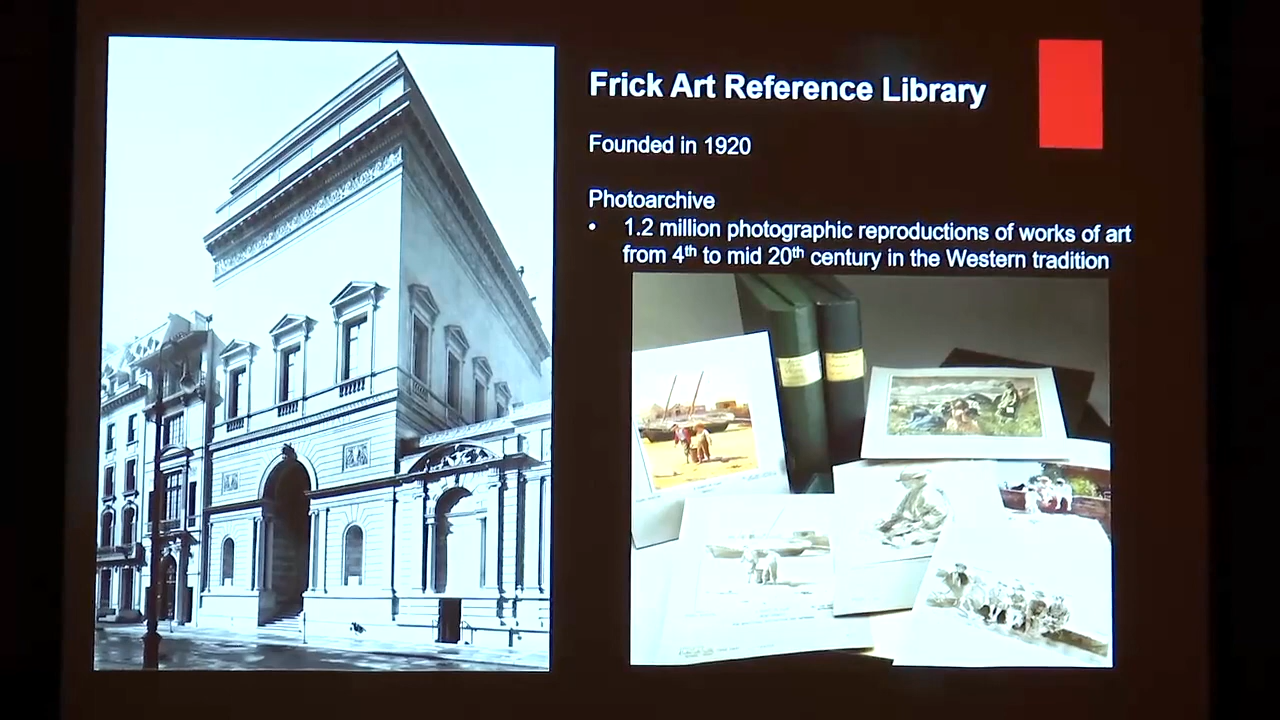 Frick Art Reference Library
Founded in 1920
Photoarchive
• 1.2 million photographic reproductions of works of art
from 4th to mid 20th century in the Western tradition